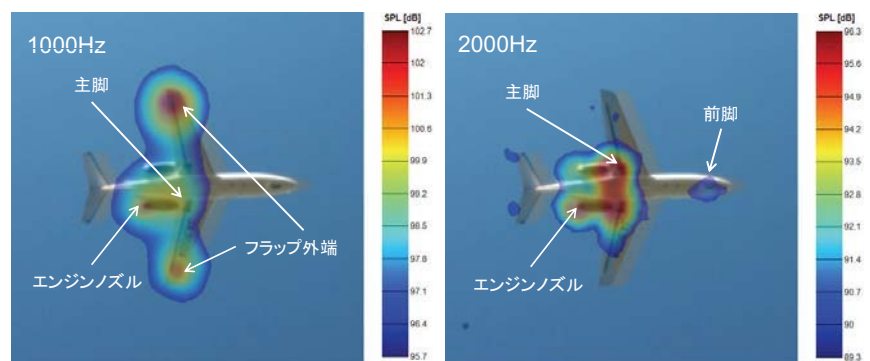 SPL [dB]
1000Hz
主脚
エンジンノズル
フラップ外端
102.7
102
101.3
100.6
99.9
99.2
98.5
97.8
97.1
96.4
95.7
SPL [dB]
2000Hz
主脚
前脚
エンジンノズル
96.3
95.6
94.9
94.2
93.5
92.8
92.1
91.4
90.7
90
89.3